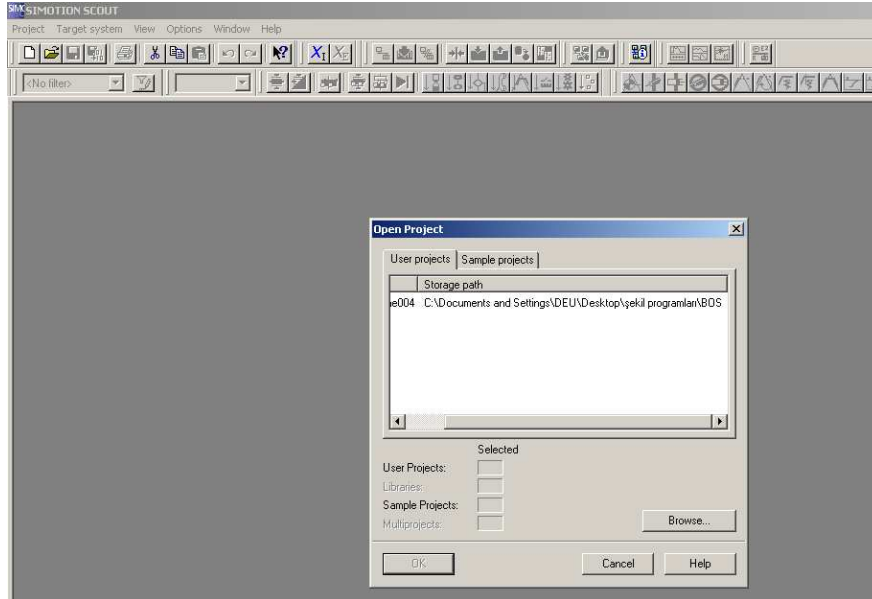 SIMOTION SCOUT
Project Target system View Options Window Help
<No filter>
Open Project
User projects Sample projects
Storage path
ie004 C:\Documents and Settings\DEU\Desktop\şekil programları\BOS
Selected
User Projects:
Libraries:
Sample Projects:
Multiprojects:
Browse...
OK Cancel Help